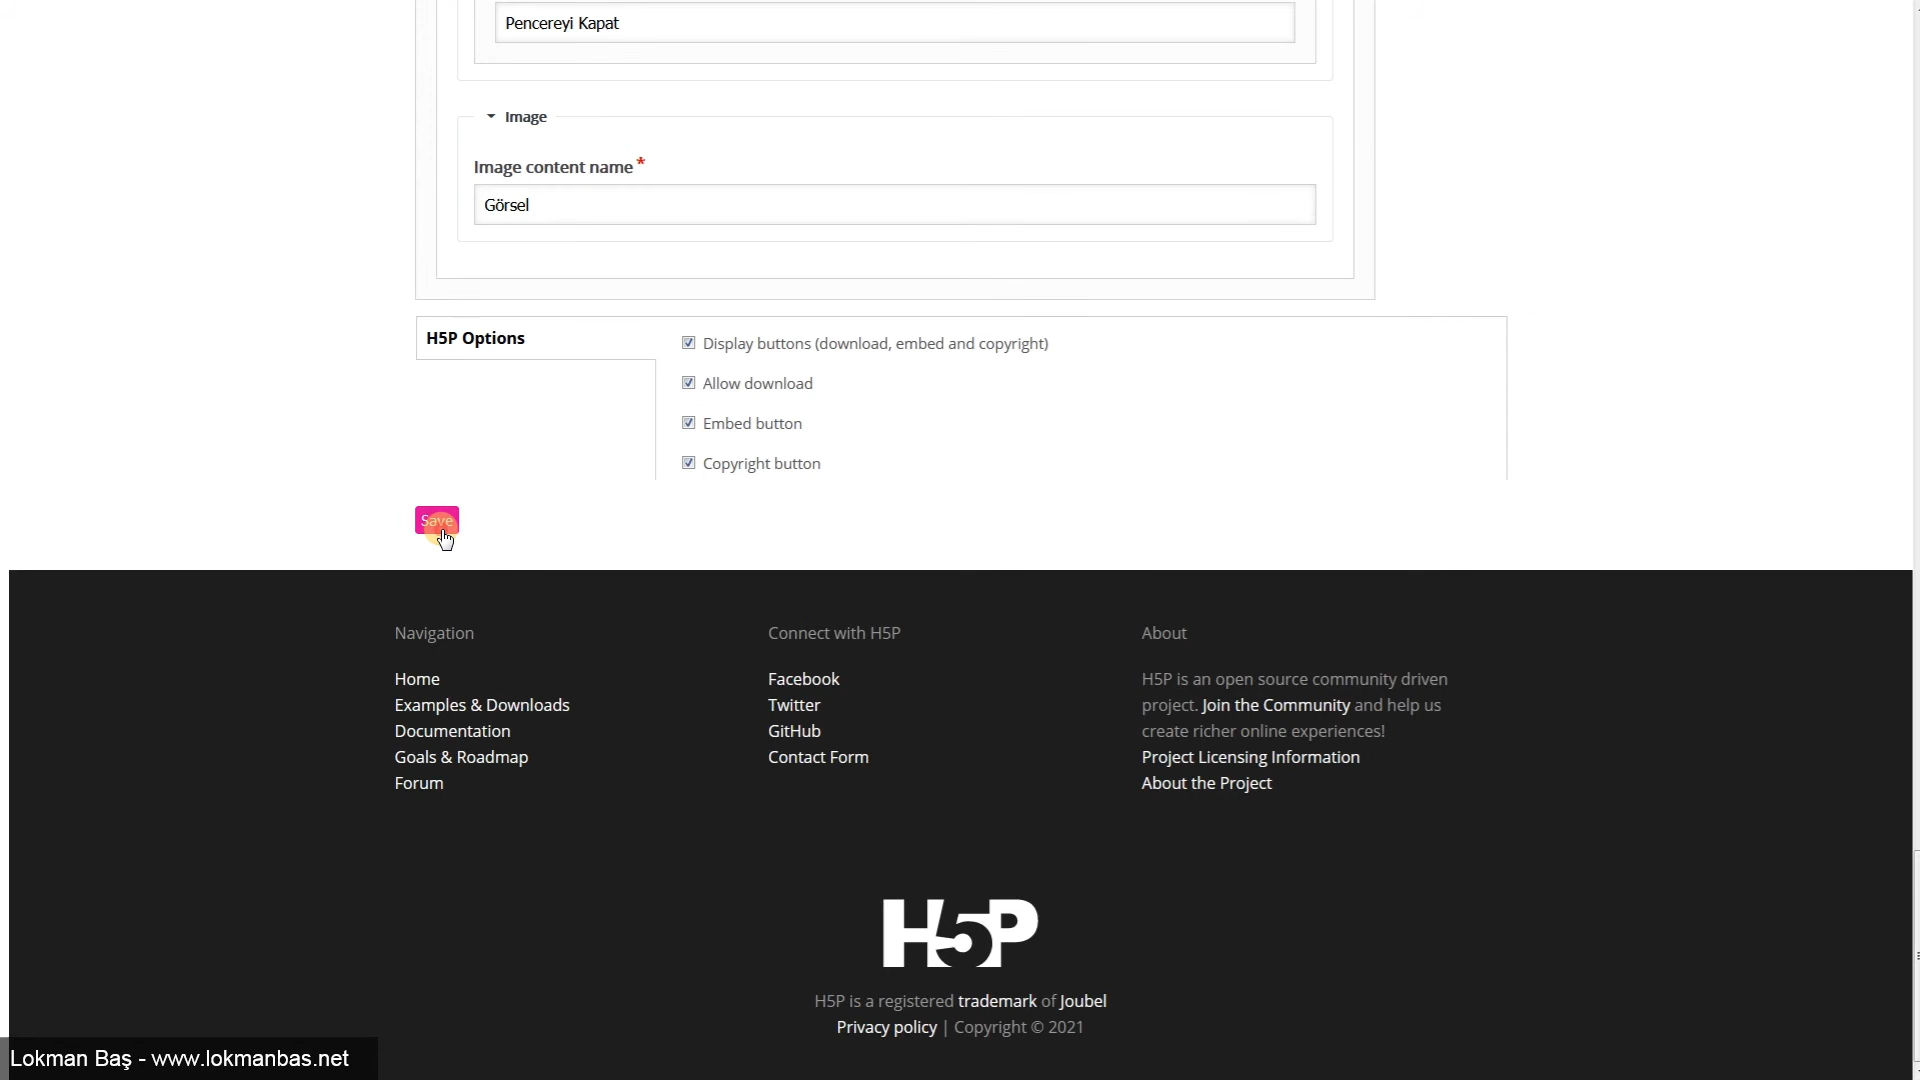 Pencereyi Kapat
Image
Image content name *
Görsel
H5P Options
Display buttons (download, embed and copyright)
Allow download
Embed button
Copyright button
Save
Navigation
Home
Examples & Downloads
Documentation
Goals & Roadmap
Forum
Connect with H5P
Facebook
Twitter
GitHub
Contact Form
About
H5P is an open source community driven
project. Join the Community and help us
create richer online experiences!
Project Licensing Information
About the Project
H5P
H5P is a registered trademark of Joubel
Privacy policy | Copyright © 2021
Lokman Baş - www.lokmanbas.net